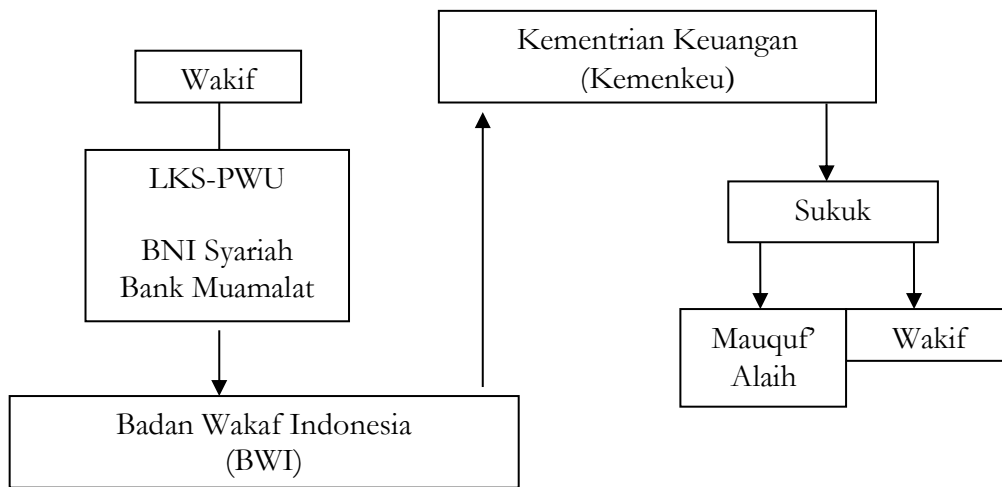 Wakif
LKS-PWU
BNI Syariah
Bank Muamalat
Badan Wakaf Indonesia
(BWI)
Kementrian Keuangan
(Kemenkeu)
Sukuk
Mauquf’
Alaih
Wakif